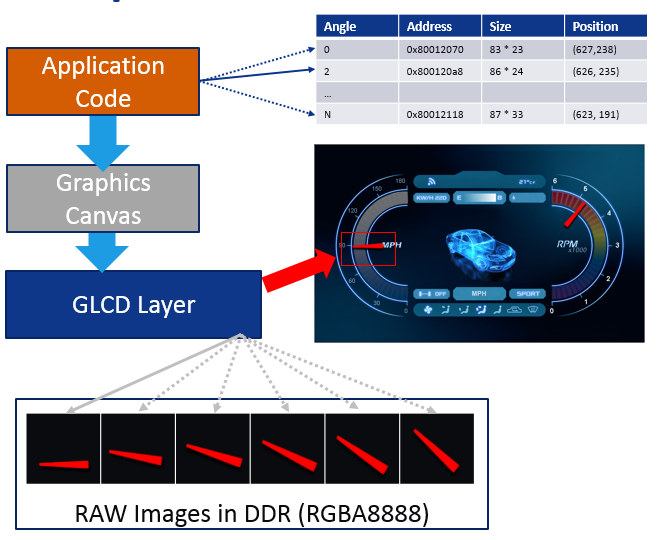 Angle Address Size Position
0 0x80012070 83 * 23 (627,238)
2 0x800120a8 86 * 24 (626, 235)
...
N 0x80012118 87 * 33 (623, 191)
Application
Code
Graphics
Canvas
GLCD Layer
180
150
120
60
30
0
MPH
KW/H 220
E
OFF
MPH
SPORT
6
5
4
3
2
1
0
RPM
x1000
RAW Images in DDR (RGBA8888)